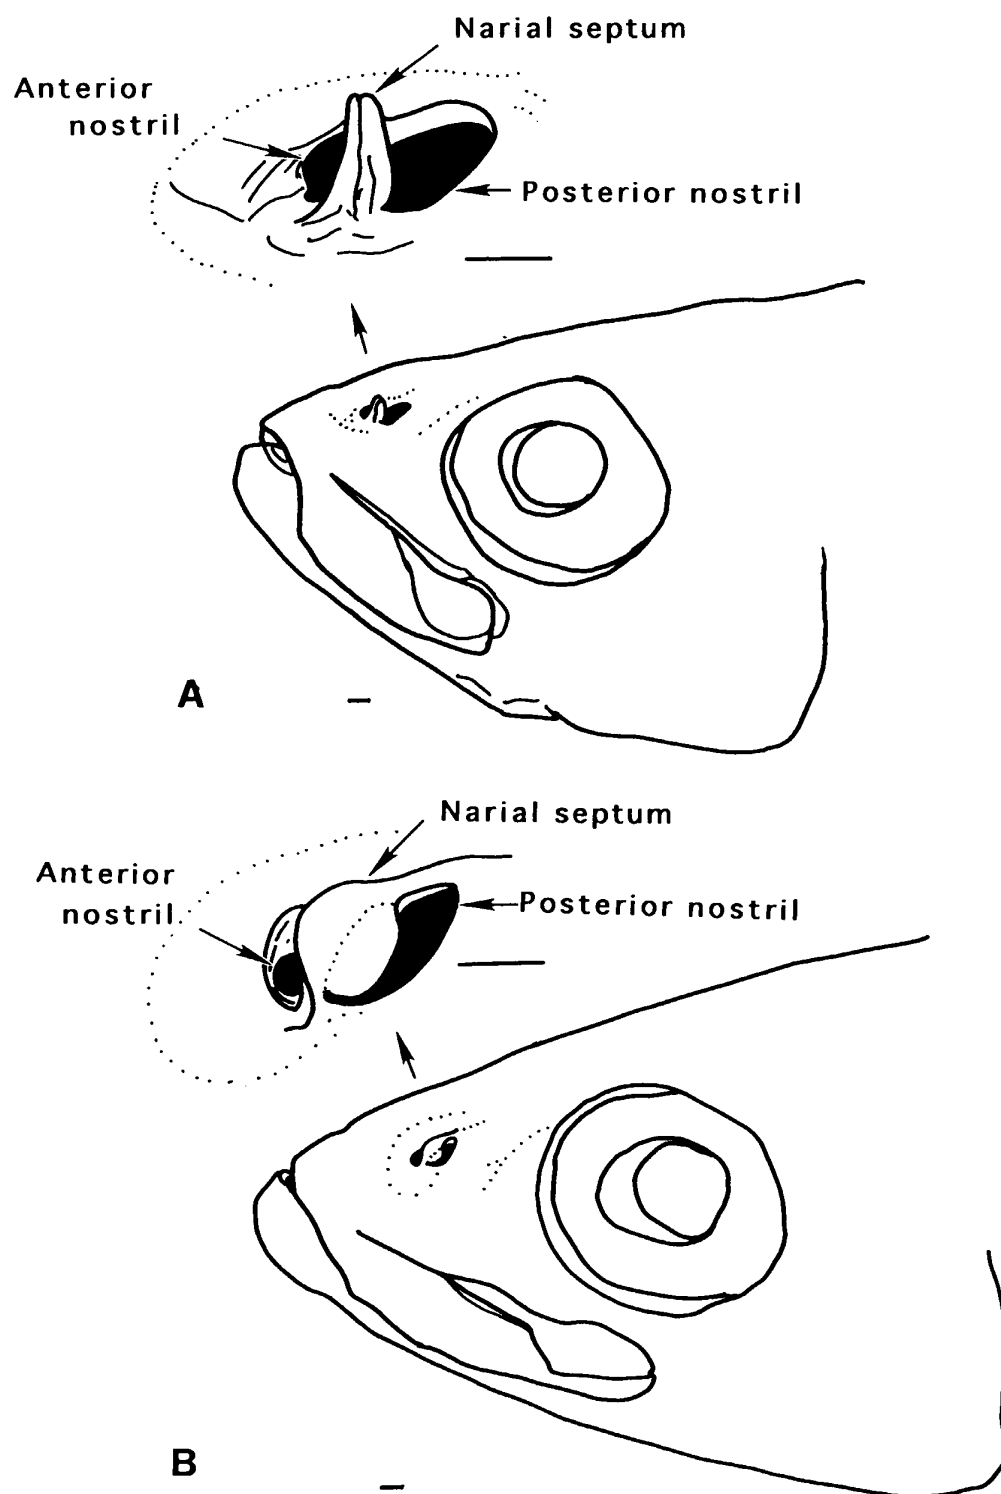 Narial septum
Anterior
nostril
Posterior nostril
A
Narial septum
Anterior
nostril
Posterior nostril
B